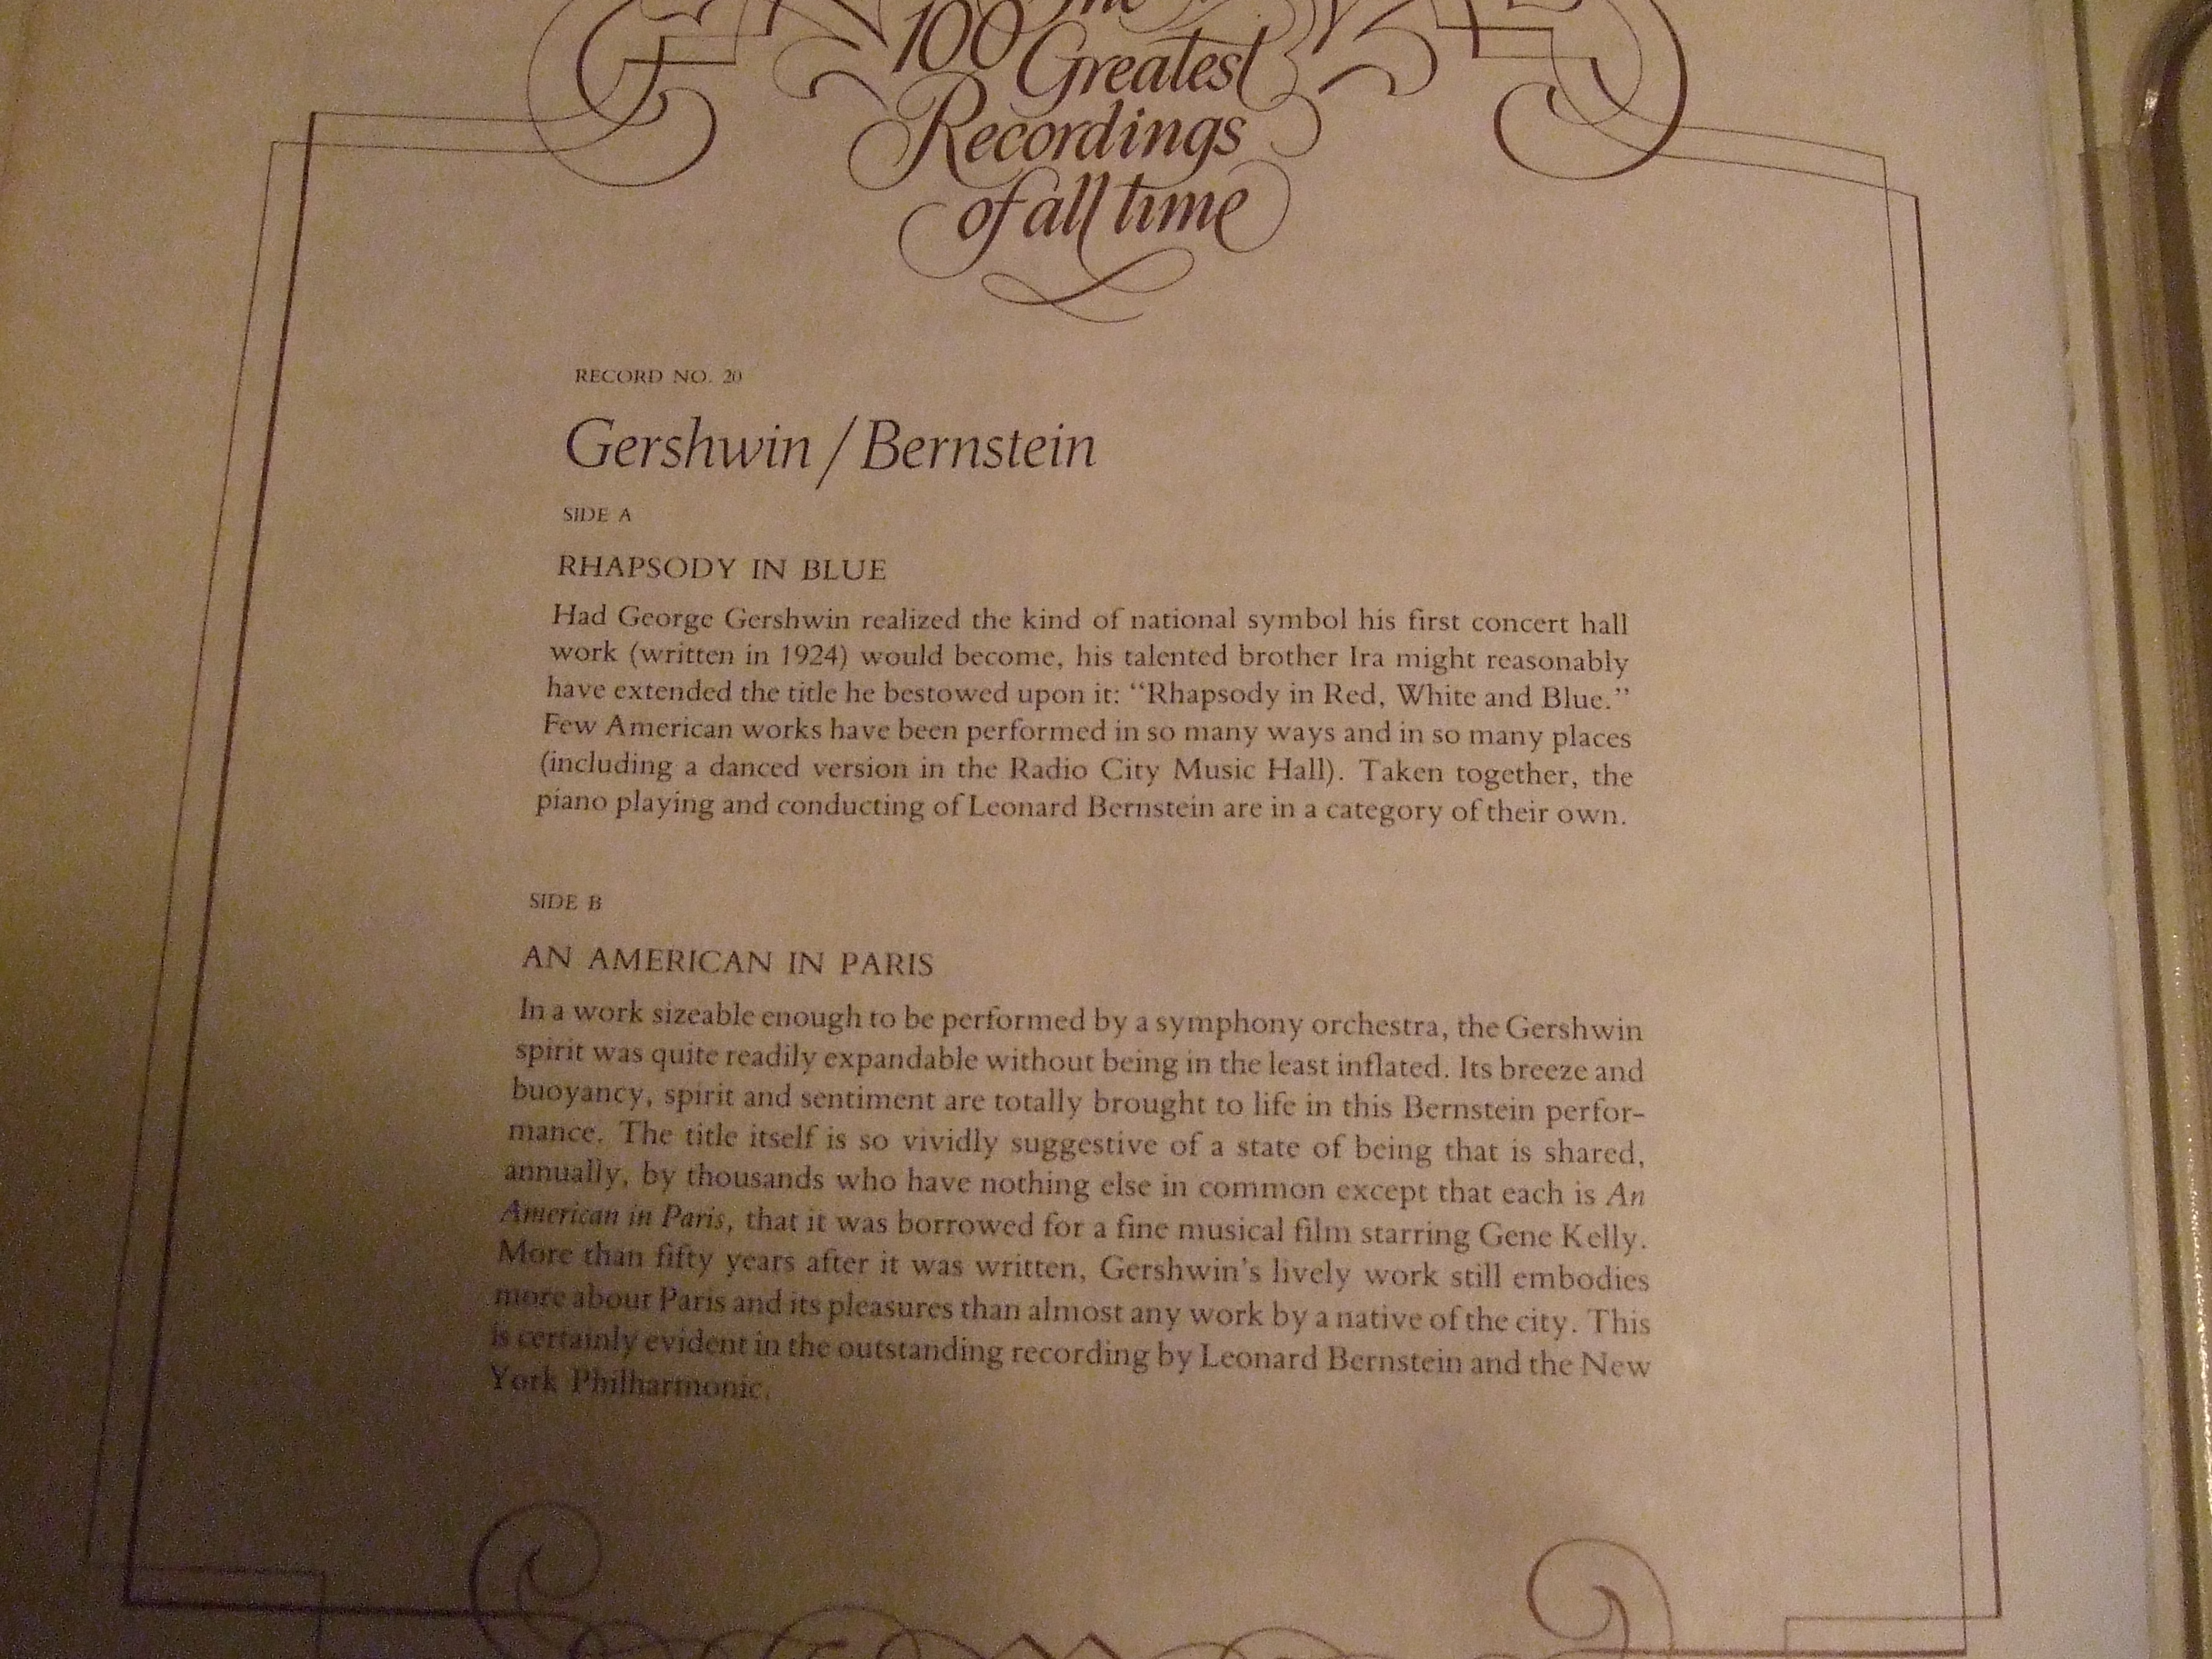 The
100 Greatest
Recordings
of all time
RECORD NO. 20
Gershwin/Bernstein
SIDE A
RHAPSODY IN BLUE
Had George Gershwin realized the kind of national symbol his first concert hall
work (written in 1924) would become, his talented brother Ira might reasonably
have extended the title he bestowed upon it: “Rhapsody in Red, White and Blue.”
Few American works have been performed in so many ways and in so many places
(including a danced version in the Radio City Music Hall). Taken together, the
piano playing and conducting of Leonard Bernstein are in a category of their own.
SIDE B
AN AMERICAN IN PARIS
In a work sizeable enough to be performed by a symphony orchestra, the Gershwin
spirit was quite readily expandable without being in the least inflated. Its breeze and
buoyancy, spirit and sentiment are totally brought to life in this Bernstein perfor-
mance. The title itself is so vividly suggestive of a state of being that is shared,
annually, by thousands who have nothing else in common except that each is An
American in Paris, that it was borrowed for a fine musical film starring Gene Kelly.
More than fifty years after it was written, Gershwin’s lively work still embodies
more about Paris and its pleasures than almost any work by a native of the city. This
is certainly evident in the outstanding recording by Leonard Bernstein and the New
York Philharmonic.